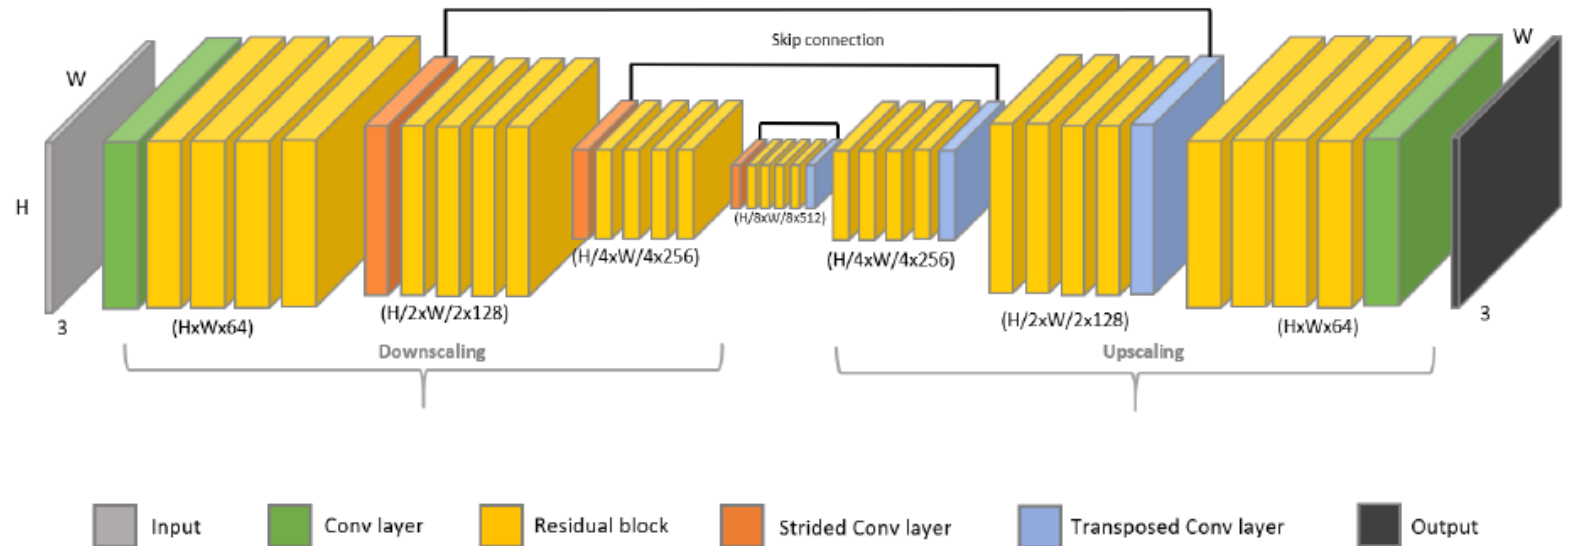 Skip connection
W
W
H
3
3
(HxWx64)
(H/2xW/2x128)
(H/4xW/4x256)
(H/8xW/8x512)
(H/4xW/4x256)
(H/2xW/2x128)
(HxWx64)
Downscaling
Upscaling
Input
Conv layer
Residual block
Strided Conv layer
Transposed Conv layer
Output